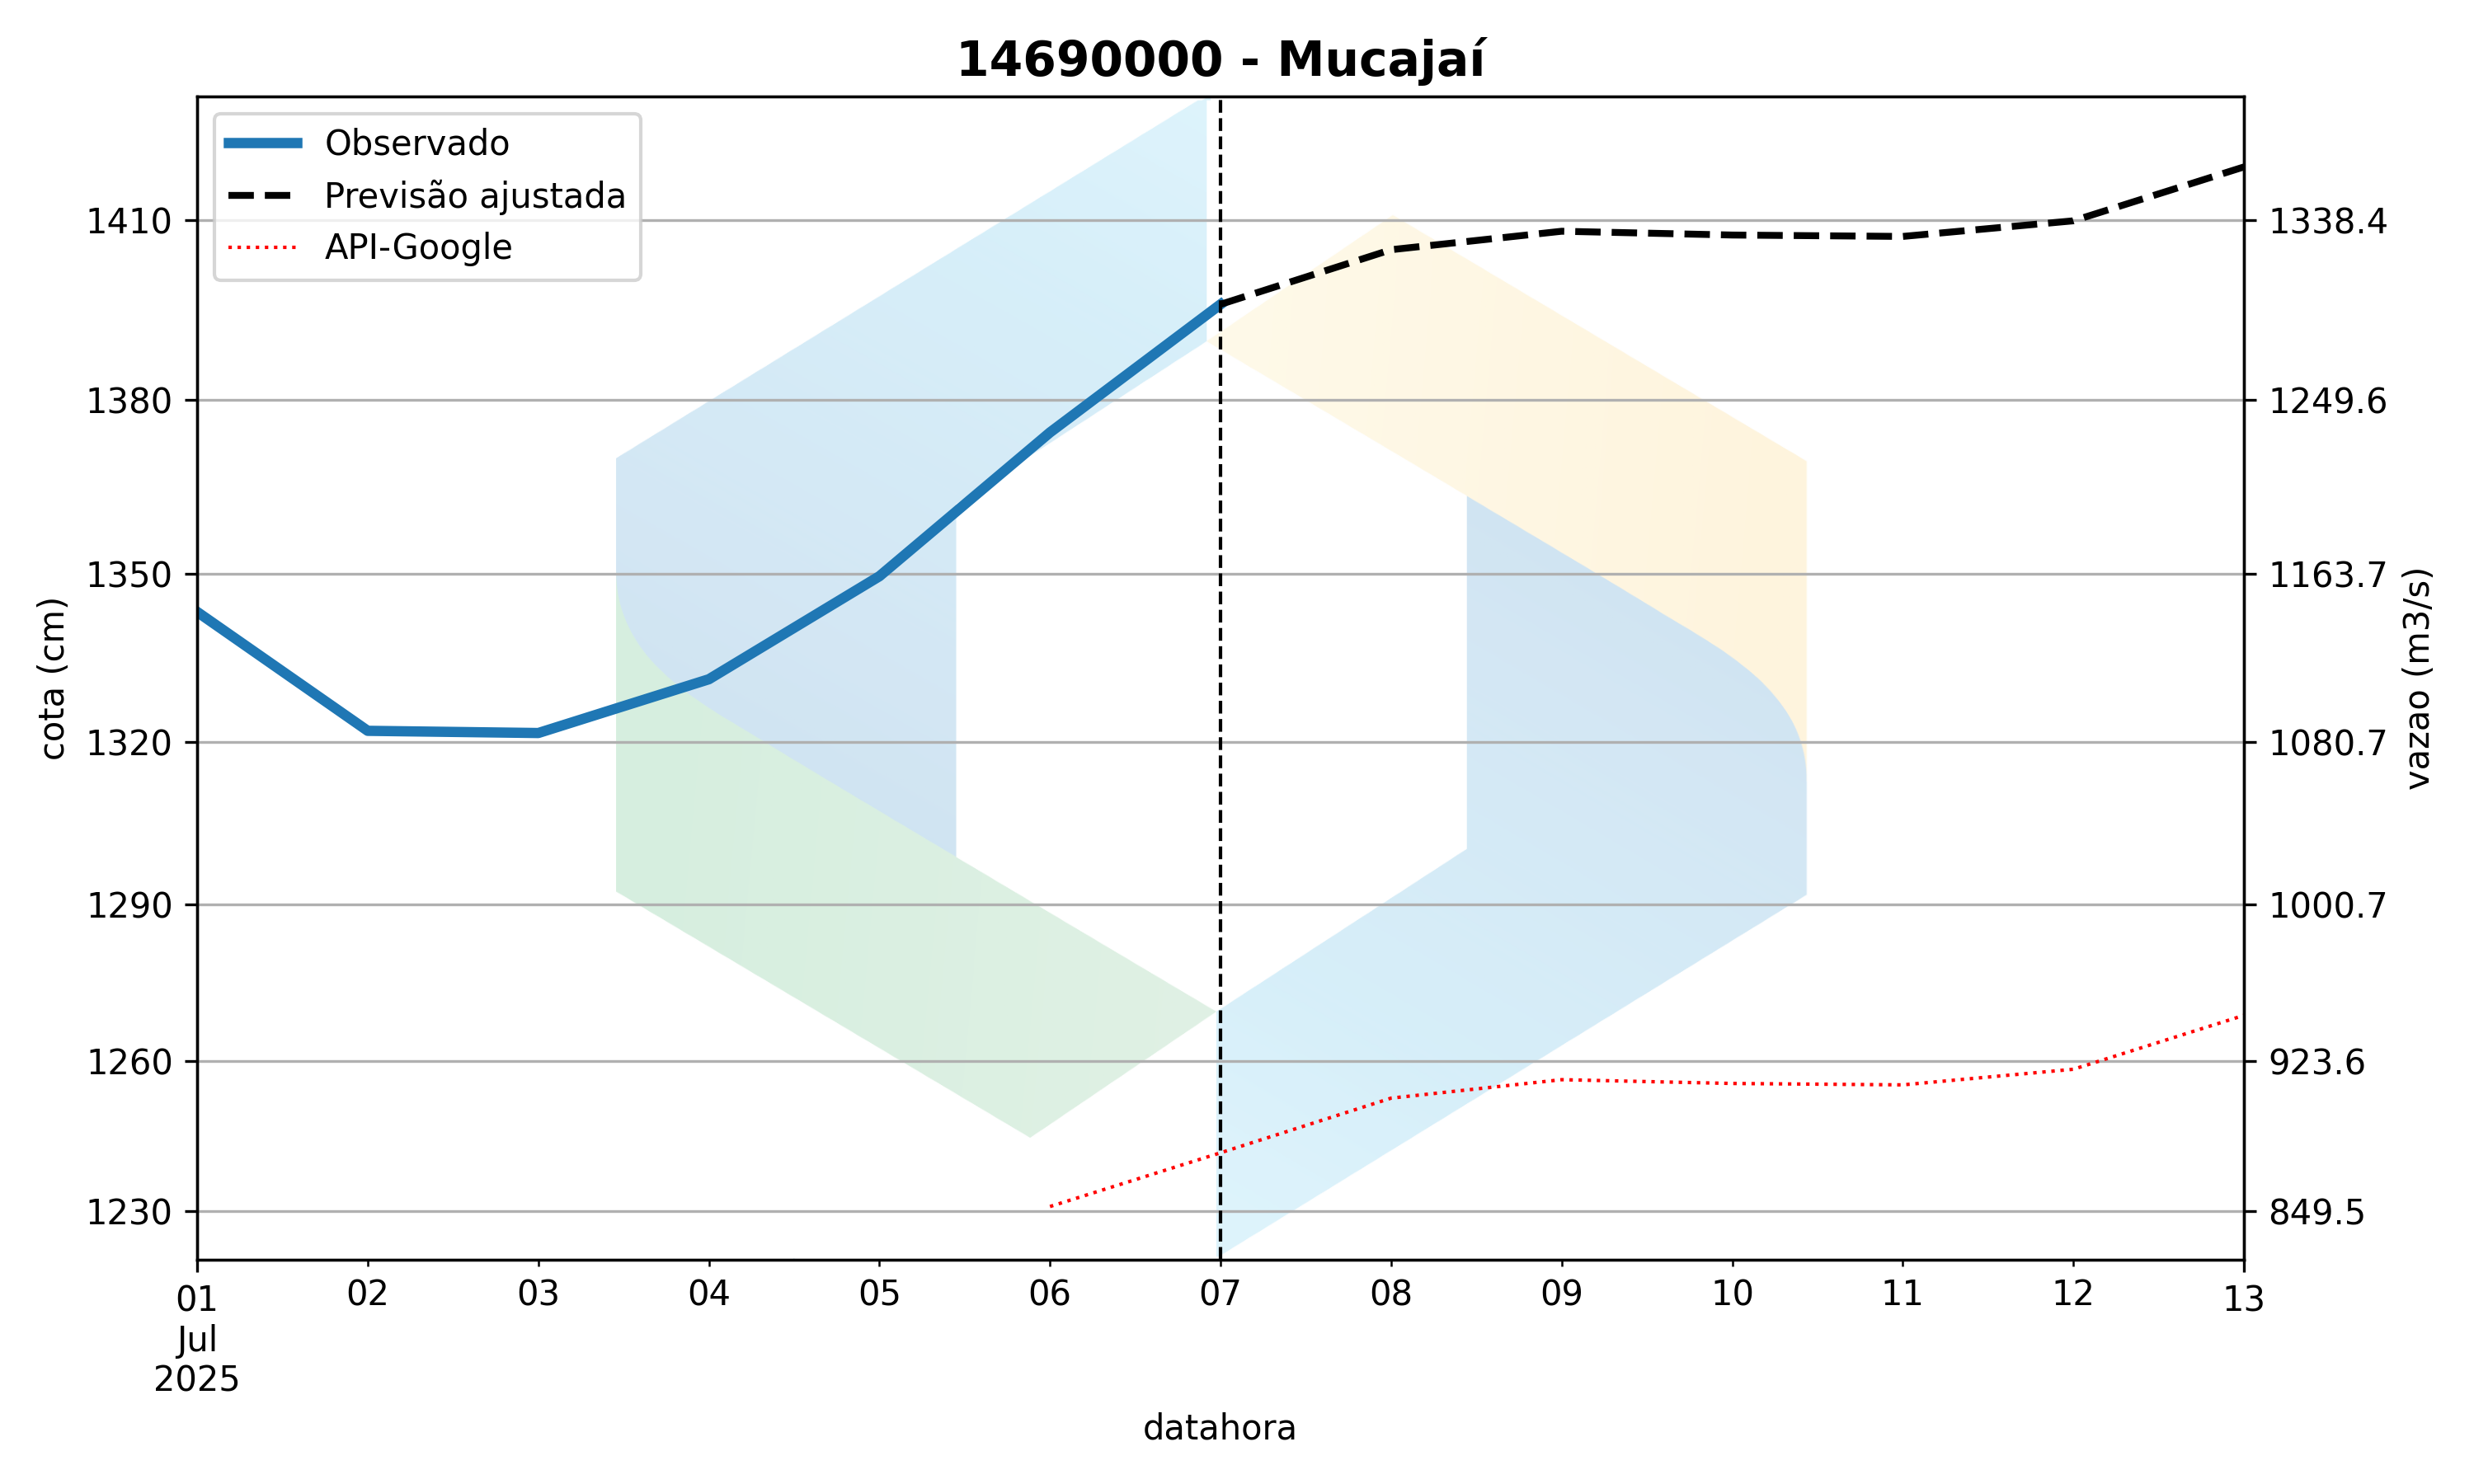 14690000 - Mucajaí
Observado
Previsão ajustada
API-Google
1410
1380
1350
1320
1290
1260
1230
cota (cm)
1338.4
1249.6
1163.7
1080.7
1000.7
923.6
849.5
vazao (m3/s)
01 02 03 04 05 06 07 08 09 10 11 12 13
Jul
2025
datahora